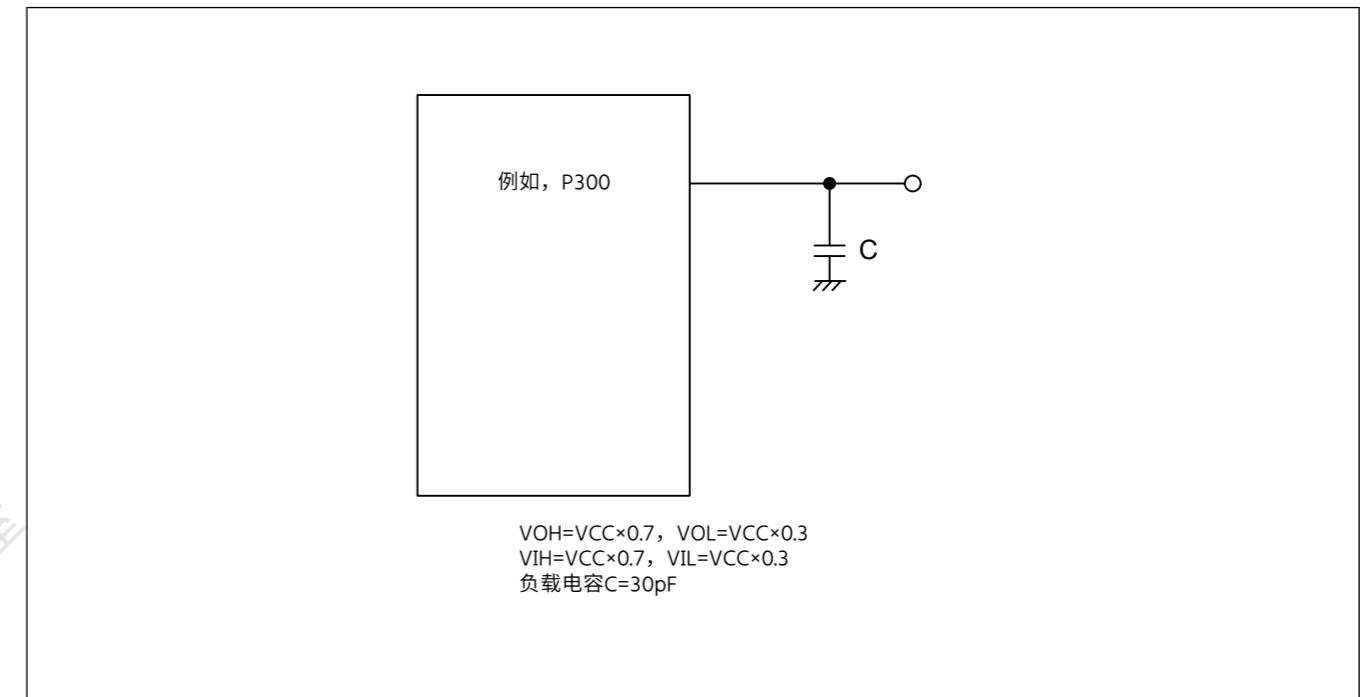 例如，P300
C
VOH=VCC×0.7，VOL=VCC×0.3
VIH=VCC×0.7，VIL=VCC×0.3
负载电容C=30pF